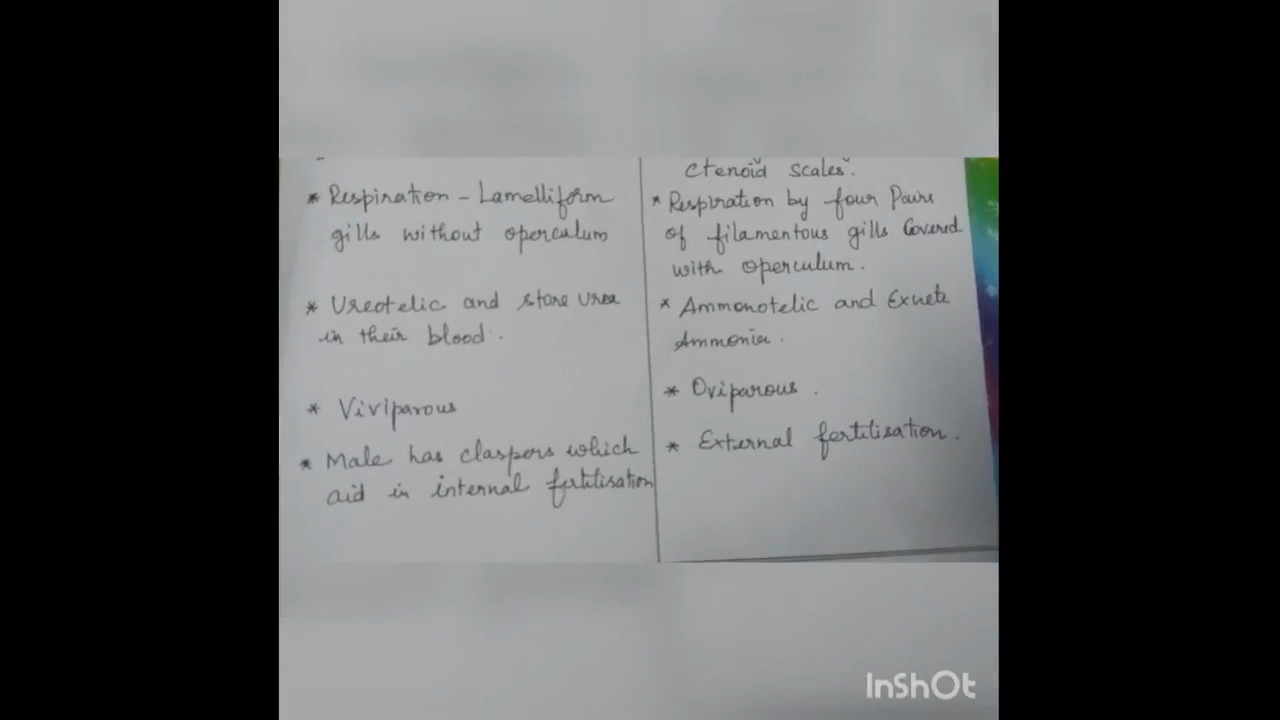 * Respiration - Lamelliform
gills without operculum
* Ureotelic and store urea
in their blood.
* Viviparous
* Male has claspers which
aid in internal fertilisation
Ctenoid scales.
* Respiration by four Pairs
of filamentous gills Covered
with operculum.
* Ammonotelic and Exuete
Ammonia.
* Oviparous.
* External fertilisation.
InShOt